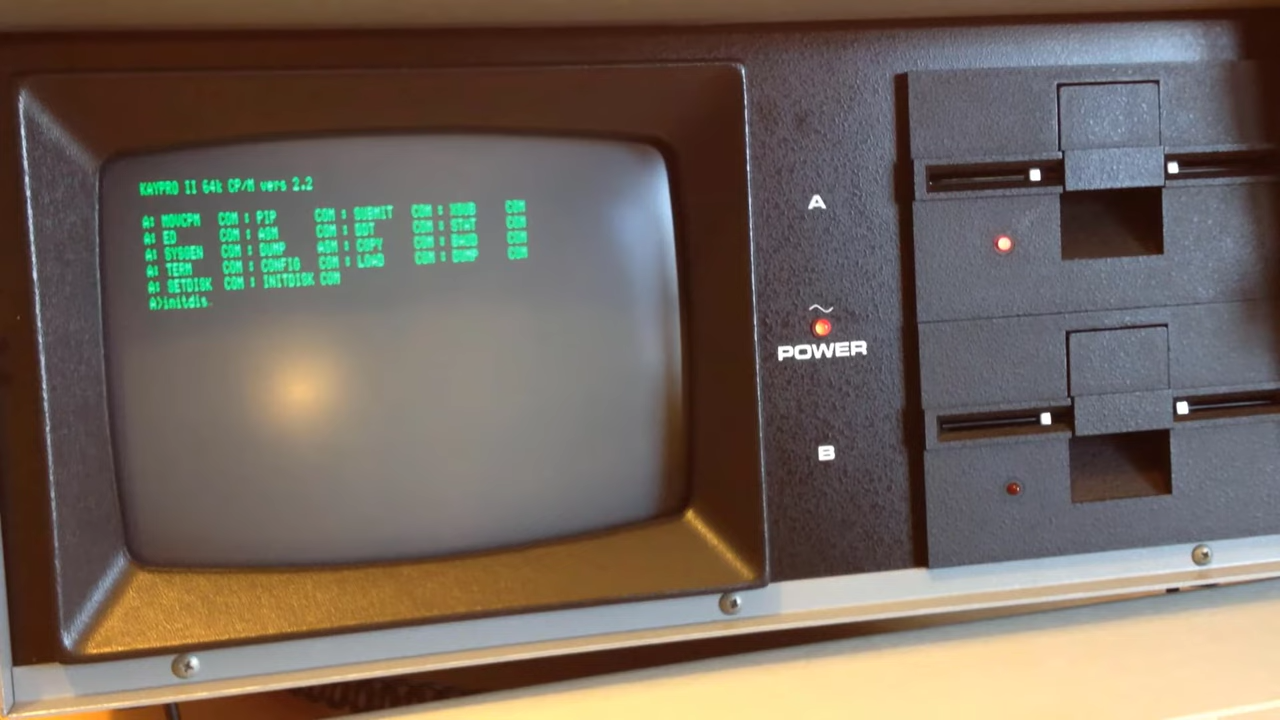 KAYPRO II 64k CP/M vers 2.2
A: MOVCPM COM : PIP COM : SUBMIT COM : XSUB COM
A: ED COM : ASM COM : DDT COM : STAT COM
A: SYSGEN COM : DUMP ASM : COPY COM : BAUD COM
A: TERM COM : CONFIG COM : LOAD COM : DUMP COM
A: SETDISK COM : INITDISK COM
A>initdis
A
POWER
B